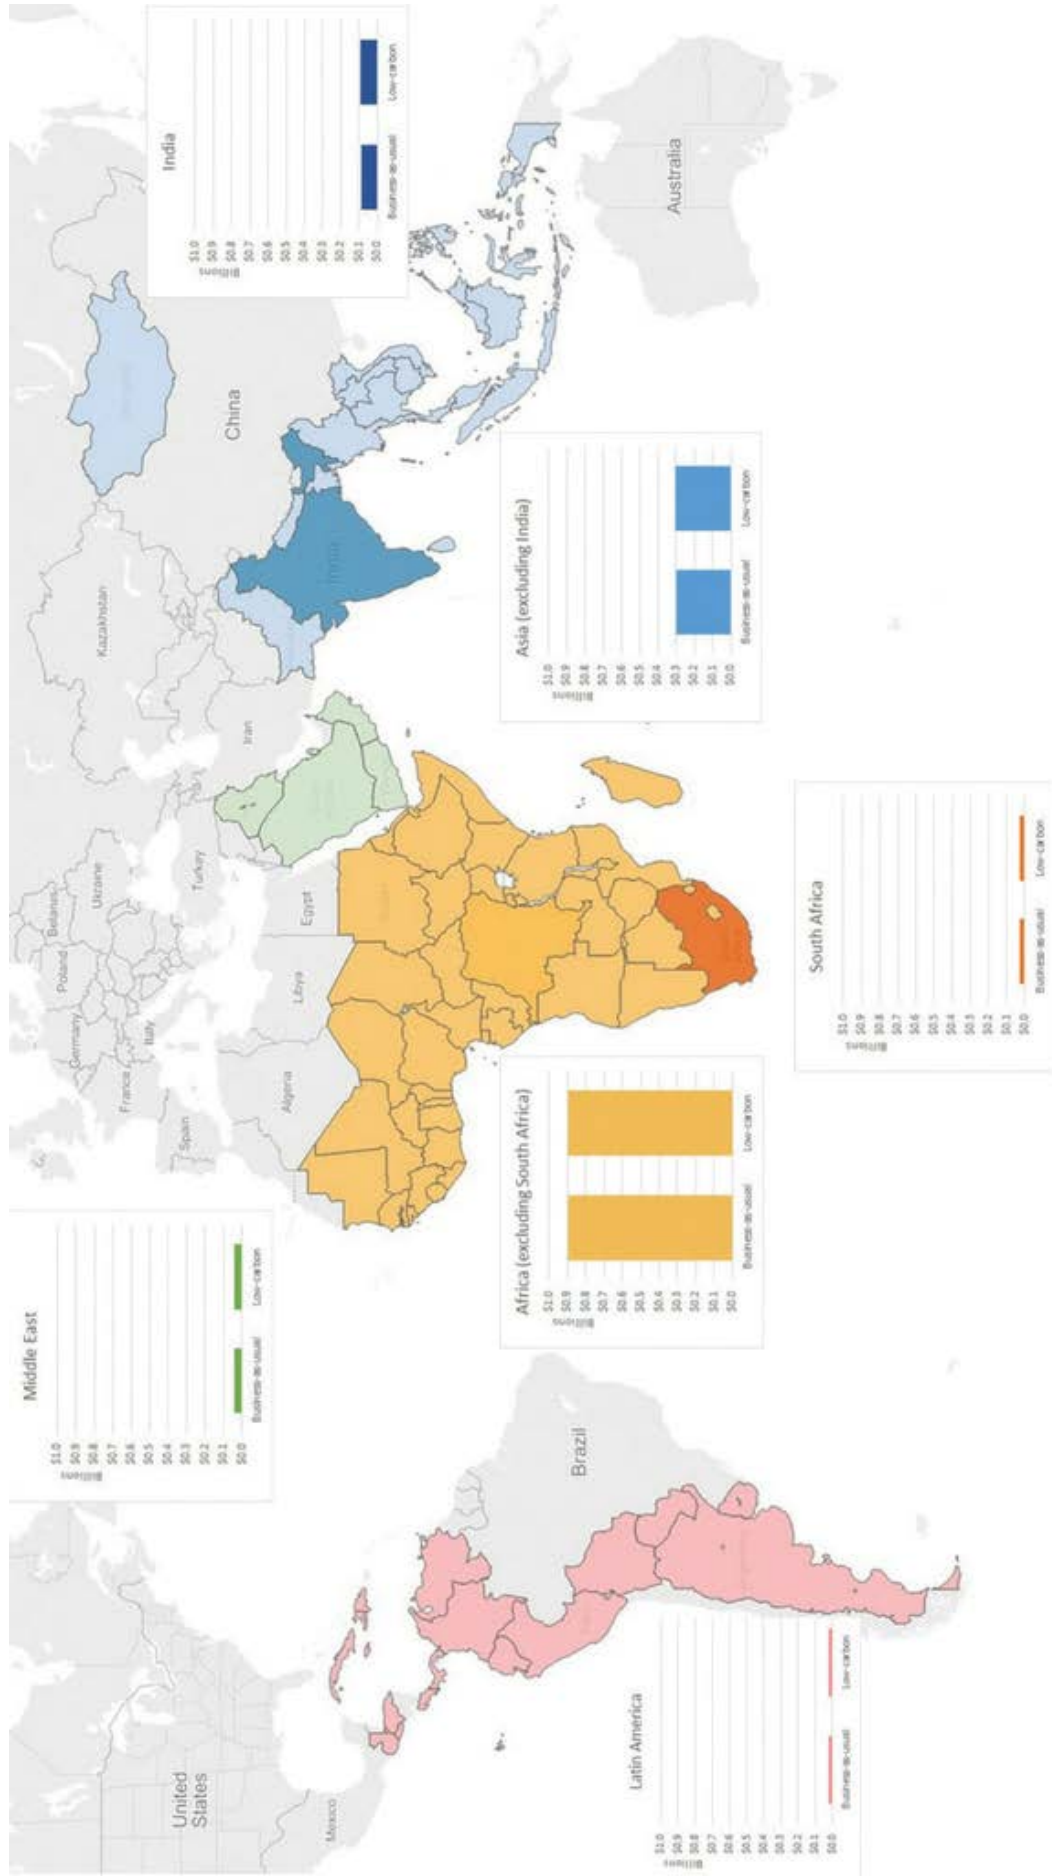 United
States
Mexico
Brazil
Spain
France
Germany
Italy
Poland
Belarus
Ukraine
Turkey
Algeria
Libya
Egypt
Iran
Kazakhstan
China
Australia
Middle East
Billions
$1.0
$0.9
$0.8
$0.7
$0.6
$0.5
$0.4
$0.3
$0.2
$0.1
$0.0
Business-as-usual
Low-carbon
India
Billions
$1.0
$0.9
$0.8
$0.7
$0.6
$0.5
$0.4
$0.3
$0.2
$0.1
$0.0
Business-as-usual
Low-carbon
Latin America
Billions
$1.0
$0.9
$0.8
$0.7
$0.6
$0.5
$0.4
$0.3
$0.2
$0.1
$0.0
Business-as-usual
Low-carbon
Africa (excluding South Africa)
Billions
$1.0
$0.9
$0.8
$0.7
$0.6
$0.5
$0.4
$0.3
$0.2
$0.1
$0.0
Business-as-usual
Low-carbon
Asia (excluding India)
Billions
$1.0
$0.9
$0.8
$0.7
$0.6
$0.5
$0.4
$0.3
$0.2
$0.1
$0.0
Business-as-usual
Low-carbon
South Africa
Billions
$1.0
$0.9
$0.8
$0.7
$0.6
$0.5
$0.4
$0.3
$0.2
$0.1
$0.0
Business-as-usual
Low-carbon